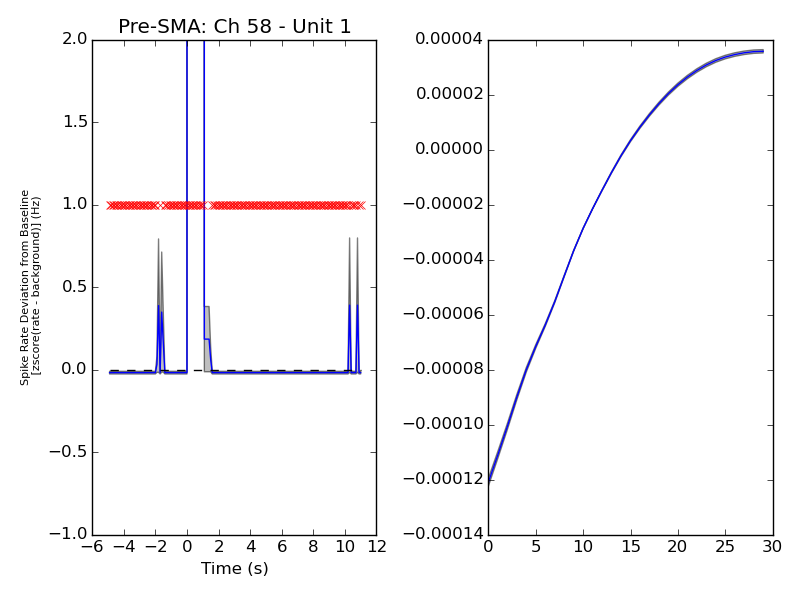 Pre-SMA: Ch 58 - Unit 1
Spike Rate Deviation from Baseline
[zscore(rate - background)] (Hz)
2.0
1.5
1.0
0.5
0.0
−0.5
−1.0
−6 −4 −2 0 2 4 6 8 10 12
Time (s)
0.00004
0.00002
0.00000
−0.00002
−0.00004
−0.00006
−0.00008
−0.00010
−0.00012
−0.00014
0 5 10 15 20 25 30